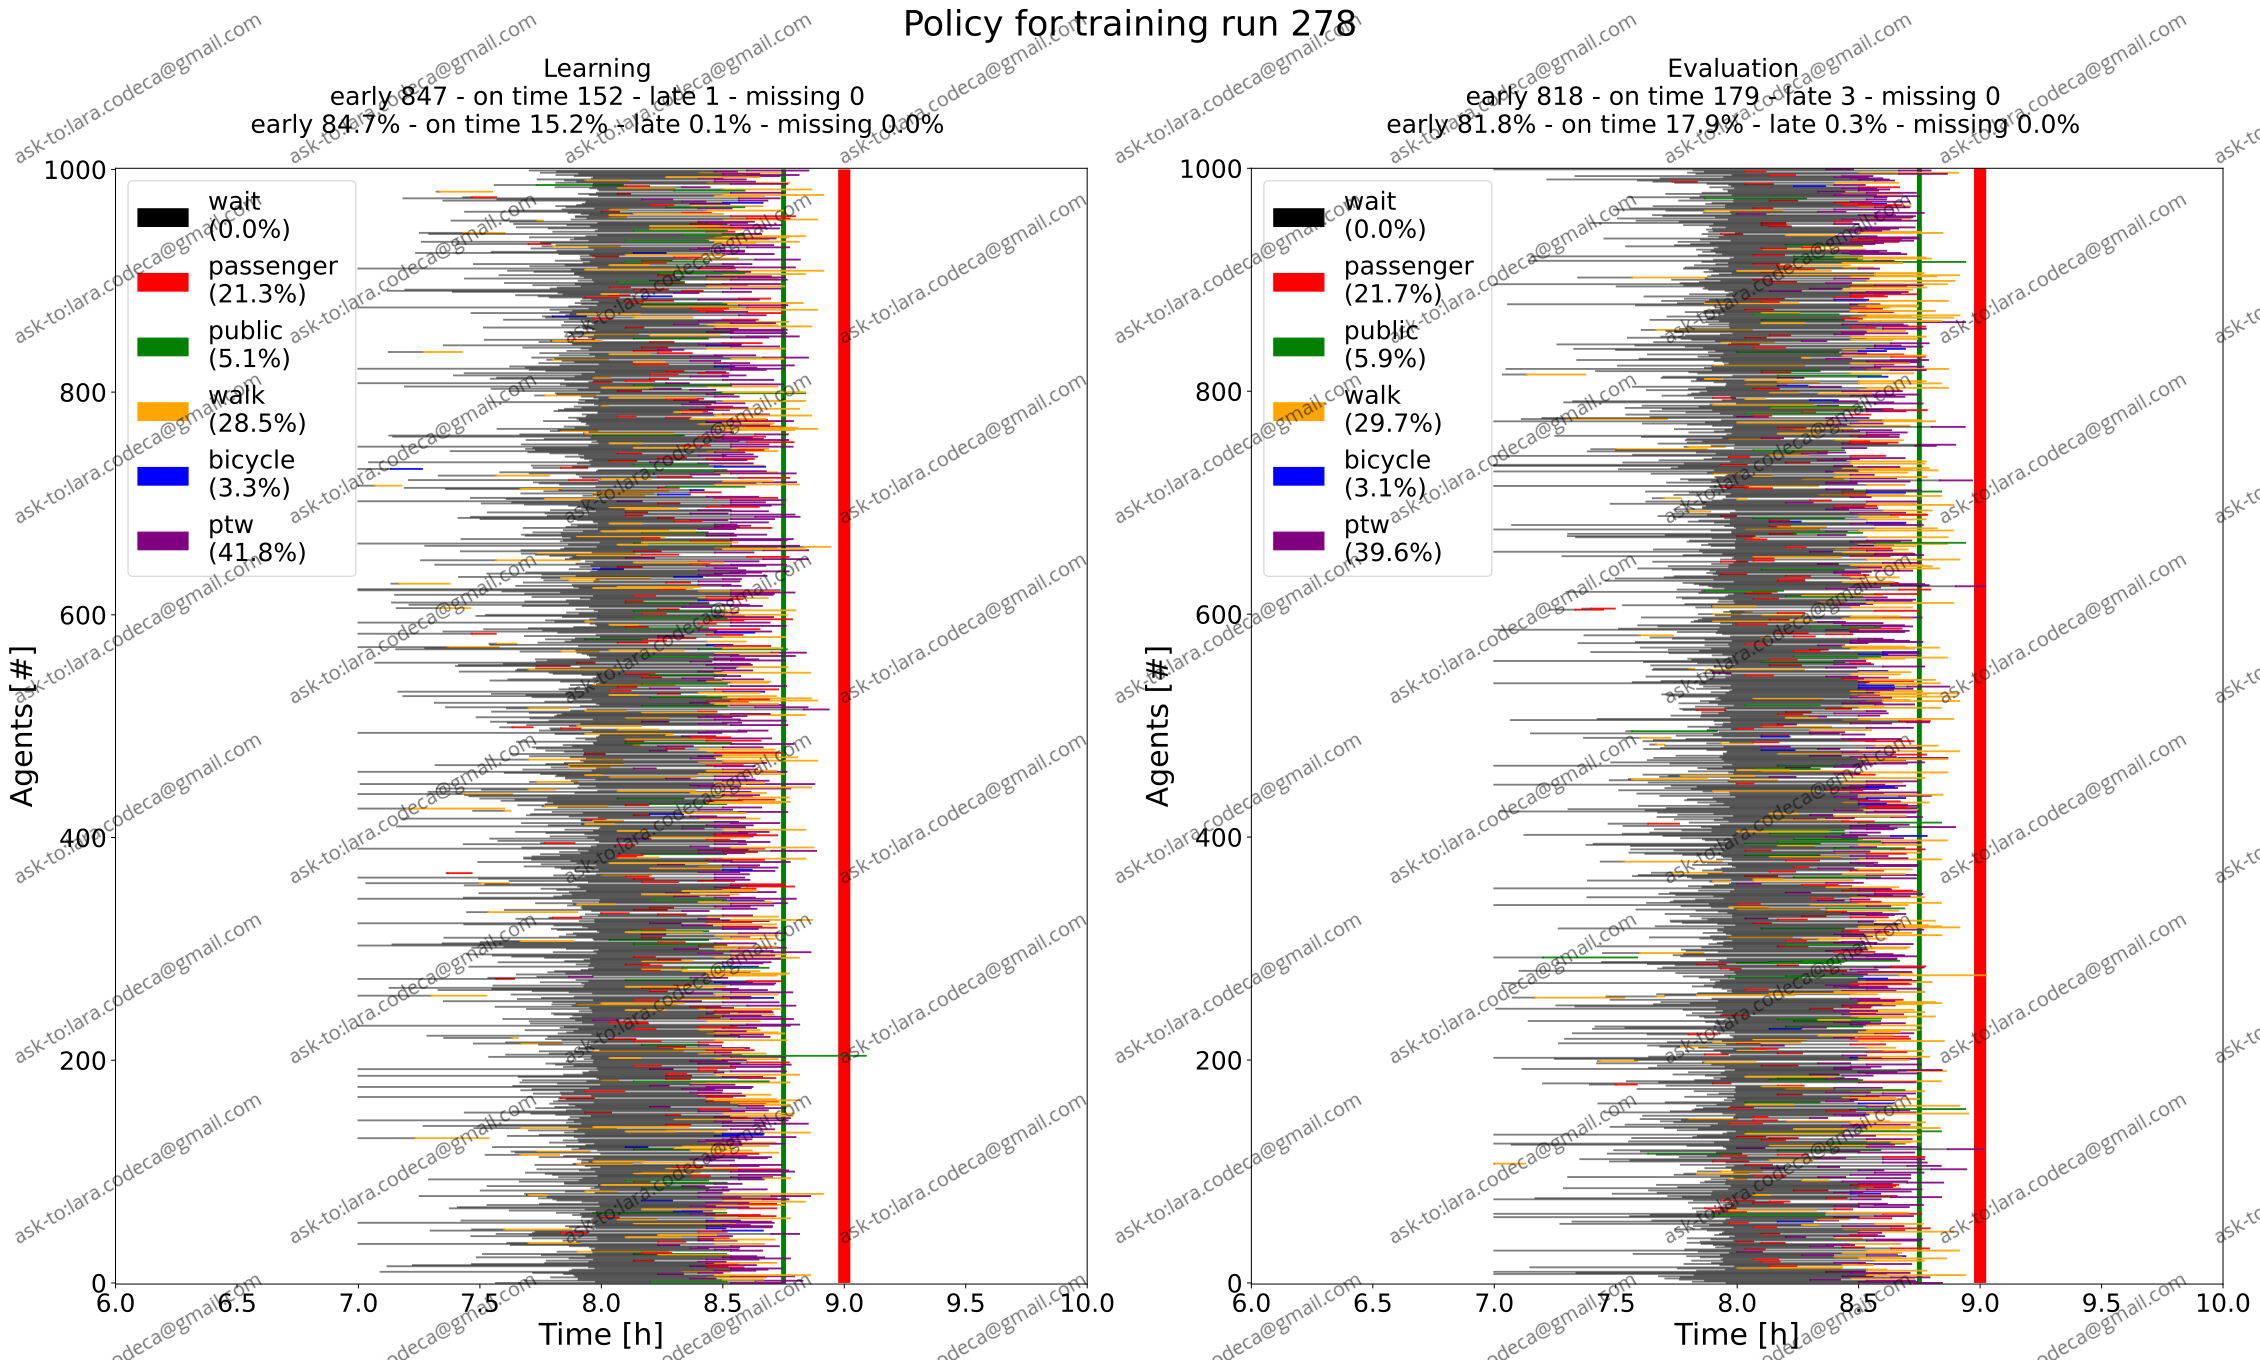 Policy for training run 278
Learning
early 847 - on time 152 - late 1 - missing 0
early 84.7% - on time 15.2% - late 0.1% - missing 0.0%
1000
800
600
400
200
0
Agents [#]
wait
(0.0%)
passenger
(21.3%)
public
(5.1%)
walk
(28.5%)
bicycle
(3.3%)
ptw
(41.8%)
6.0 6.5 7.0 7.5 8.0 8.5 9.0 9.5 10.0
Time [h]
Evaluation
early 818 - on time 179 - late 3 - missing 0
early 81.8% - on time 17.9% - late 0.3% - missing 0.0%
1000
800
600
400
200
0
Agents [#]
wait
(0.0%)
passenger
(21.7%)
public
(5.9%)
walk
(29.7%)
bicycle
(3.1%)
ptw
(39.6%)
6.0 6.5 7.0 7.5 8.0 8.5 9.0 9.5 10.0
Time [h]
ask-to:lara.codeca@gmail.com